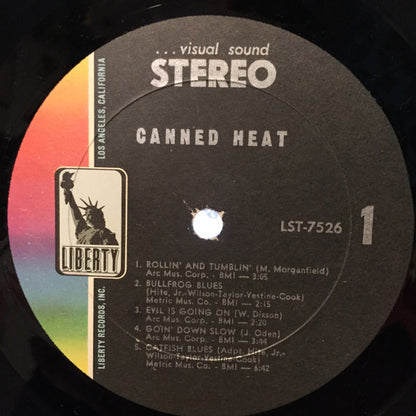 ...visual sound
STEREO
CANNED HEAT
LST-7526
1
LIBERTY
LOS ANGELES, CALIFORNIA
LIBERTY RECORDS, INC.
1. ROLLIN' AND TUMBLIN' (M. Morganfield)
Arc Mus. Corp. - BMI — 3:05
2. BULLFROG BLUES
(Hite, Jr.-Wilson-Taylor-Vestine-Cook)
Metric Mus. Co. - BMI — 2:20
3. EVIL IS GOING ON (W. Dixson)
Arc Mus. Corp. - BMI — 2:20
4. GOIN' DOWN SLOW (J. Oden)
Arc Mus. Corp. - BMI — 3:44
5. CATFISH BLUES (Adpt. Hite, Jr.-
Wilson-Taylor-Vestine-Cook)
Metric Mus. Co. - BMI — 6:42